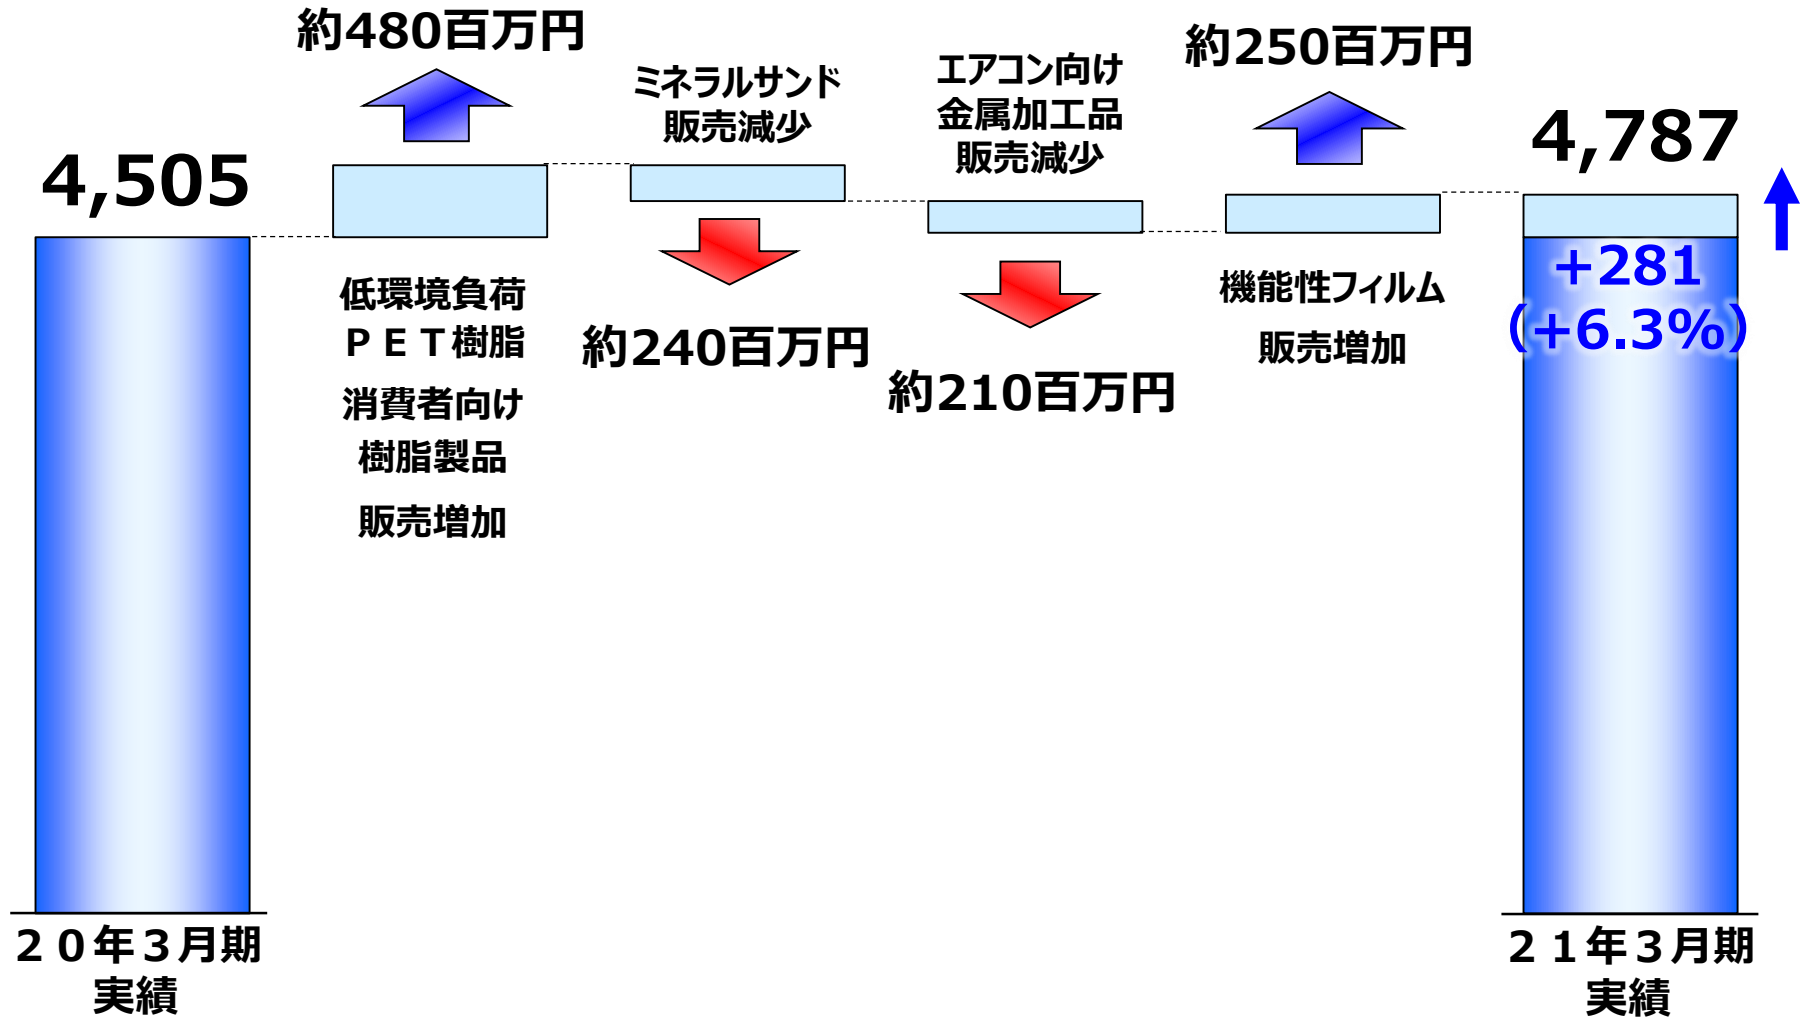 約480百万円
ミネラルサンド
販売減少
エアコン向け
金属加工品
販売減少
約250百万円
4,505
4,787
低環境負荷
ＰＥＴ樹脂
消費者向け
樹脂製品
販売増加
約240百万円
約210百万円
機能性フィルム
販売増加
+281
(+6.3%)
２０年３月期
実績
２１年３月期
実績